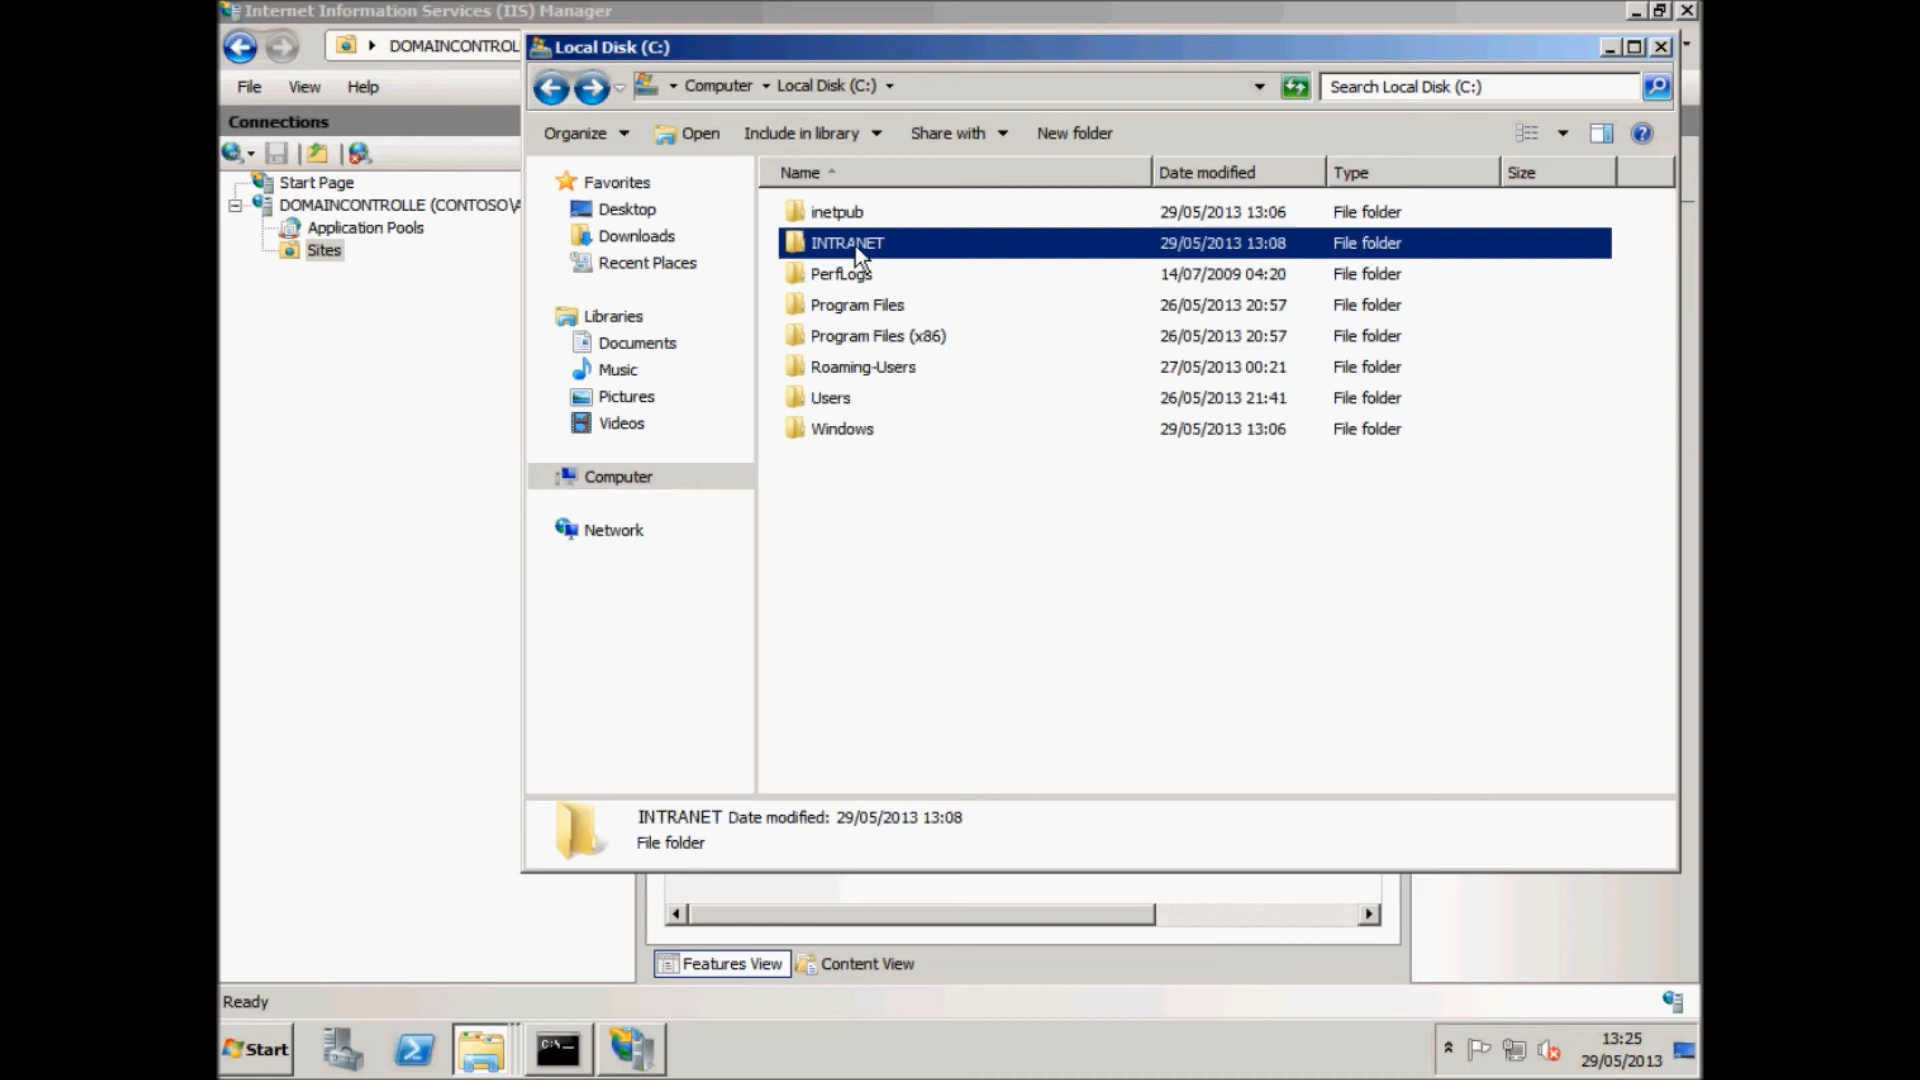 Internet Information Services (IIS) Manager
DOMAINCONTROL
File View Help
Connections
Start Page
DOMAINCONTROLLE (CONTOSO\A
Application Pools
Sites
Local Disk (C:)
Computer Local Disk (C:)
Search Local Disk (C:)
Organize Open Include in library Share with New folder
Favorites
Desktop
Downloads
Recent Places
Libraries
Documents
Music
Pictures
Videos
Computer
Network
Name Date modified Type Size
inetpub 29/05/2013 13:06 File folder
INTRANET 29/05/2013 13:08 File folder
PerfLogs 14/07/2009 04:20 File folder
Program Files 26/05/2013 20:57 File folder
Program Files (x86) 26/05/2013 20:57 File folder
Roaming-Users 27/05/2013 00:21 File folder
Users 26/05/2013 21:41 File folder
Windows 29/05/2013 13:06 File folder
INTRANET Date modified: 29/05/2013 13:08
File folder
Features View Content View
Ready
Start
C:\_
13:25
29/05/2013